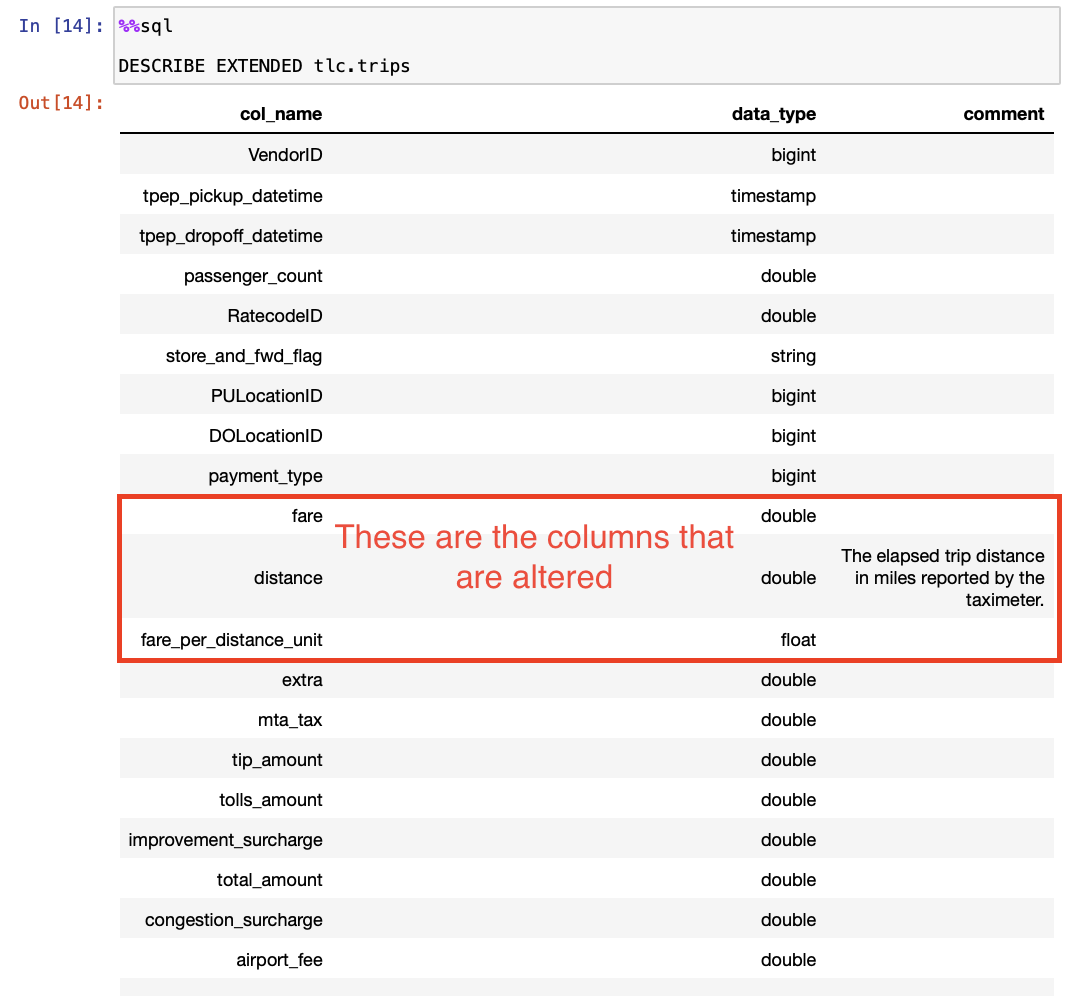 In [14]: %%sql
DESCRIBE EXTENDED tlc.trips
Out[14]:
col_name data_type comment
VendorID bigint
tpep_pickup_datetime timestamp
tpep_dropoff_datetime timestamp
passenger_count double
RatecodeID double
store_and_fwd_flag string
PULocationID bigint
DOLocationID bigint
payment_type bigint
fare double
These are the columns that
are altered
distance double The elapsed trip distance
in miles reported by the
taximeter.
fare_per_distance_unit float
extra double
mta_tax double
tip_amount double
tolls_amount double
improvement_surcharge double
total_amount double
congestion_surcharge double
airport_fee double